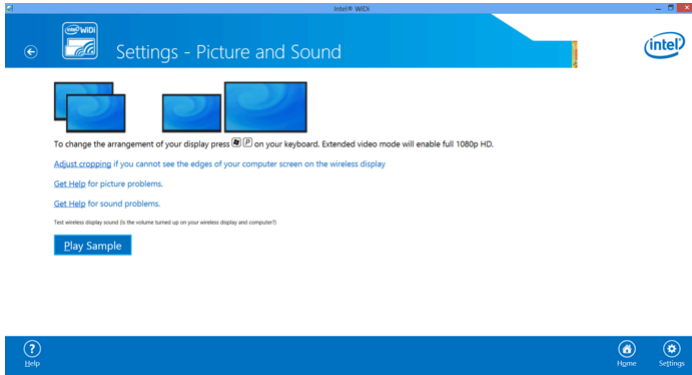 Intel® WiDi
intel WiDi
Settings - Picture and Sound
intel
To change the arrangement of your display press P on your keyboard. Extended video mode will enable full 1080p HD.
Adjust cropping if you cannot see the edges of your computer screen on the wireless display
Get Help for picture problems.
Get Help for sound problems.
Test wireless display sound (Is the volume turned up on your wireless display and computer?)
Play Sample
? 
Help
Home
Settings